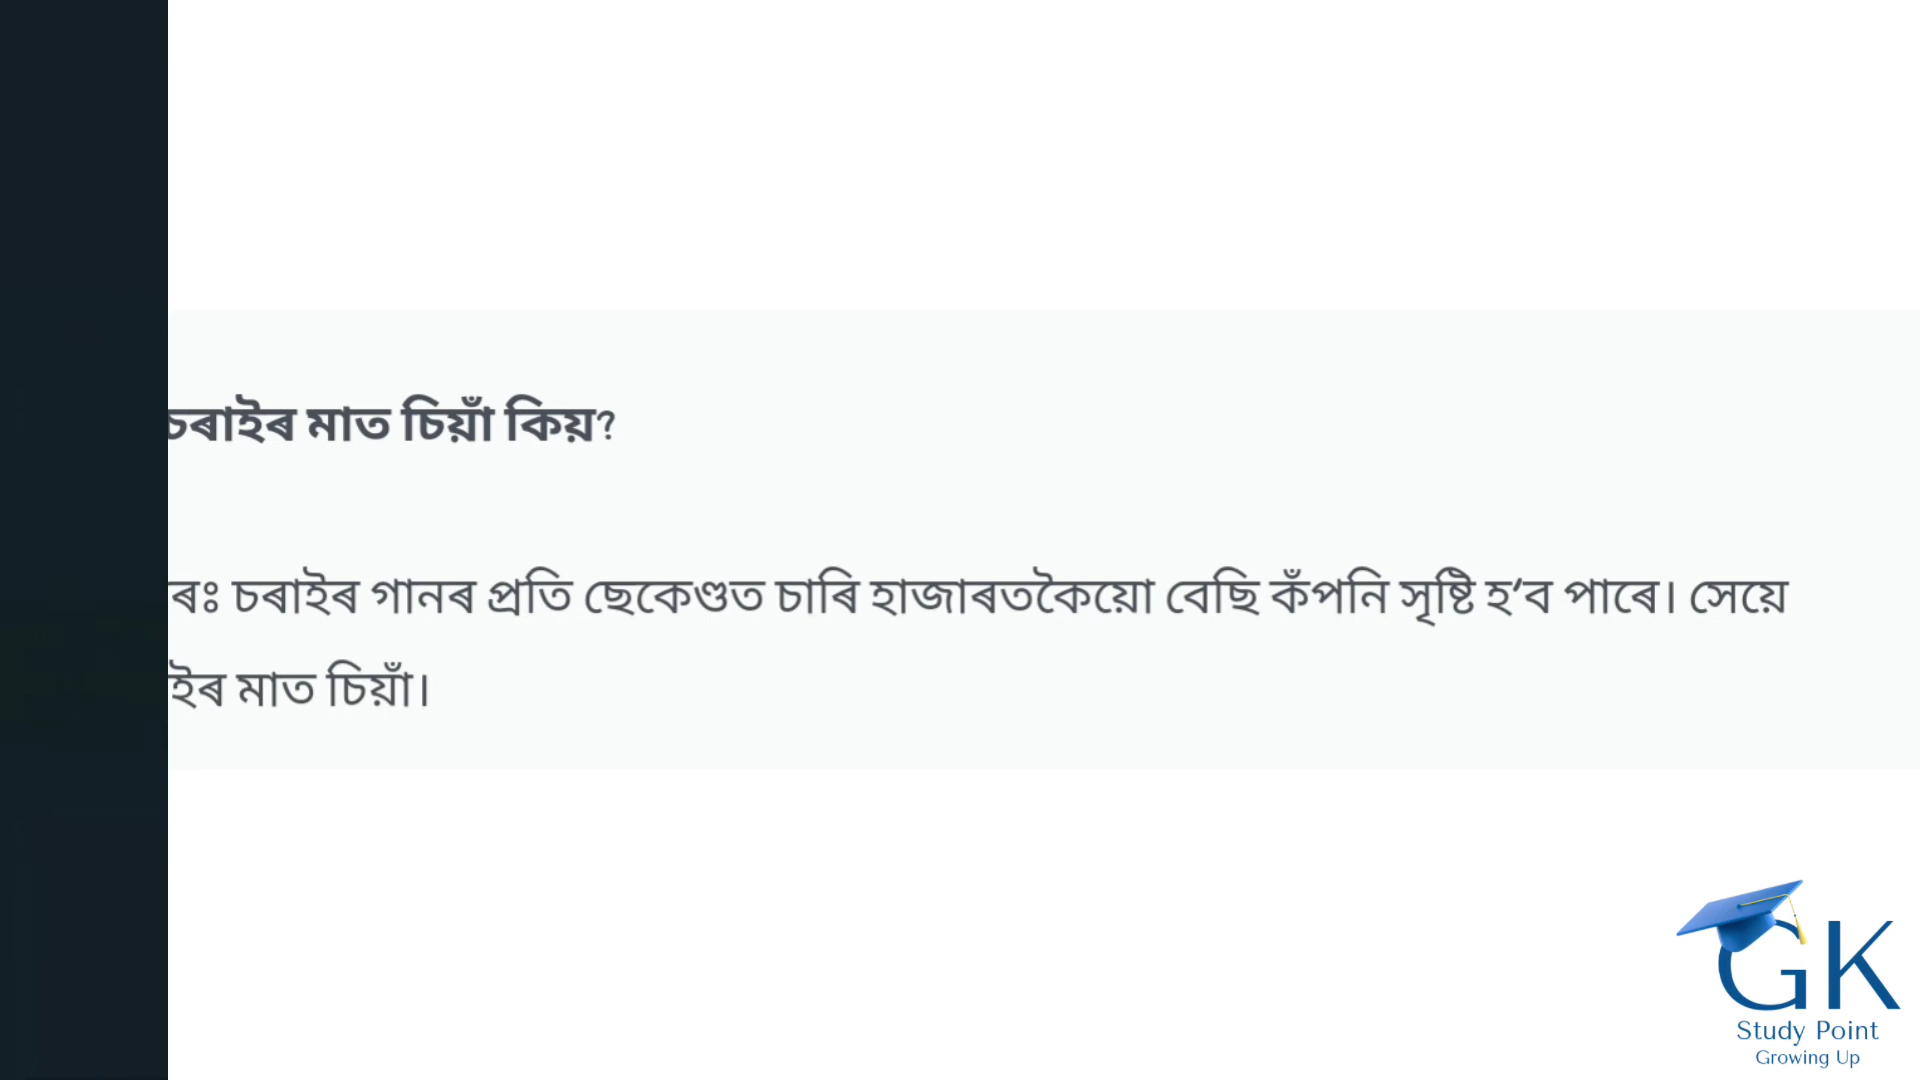 চৰাইৰ মাত চিয়াঁ কিয়?
ৰঃ চৰাইৰ গানৰ প্ৰতি ছেকেণ্ডত চাৰি হাজাৰতকৈয়ো বেছি কঁপনি সৃষ্টি হ’ব পাৰে। সেয়ে
ইৰ মাত চিয়াঁ।
GK
Study Point
Growing Up